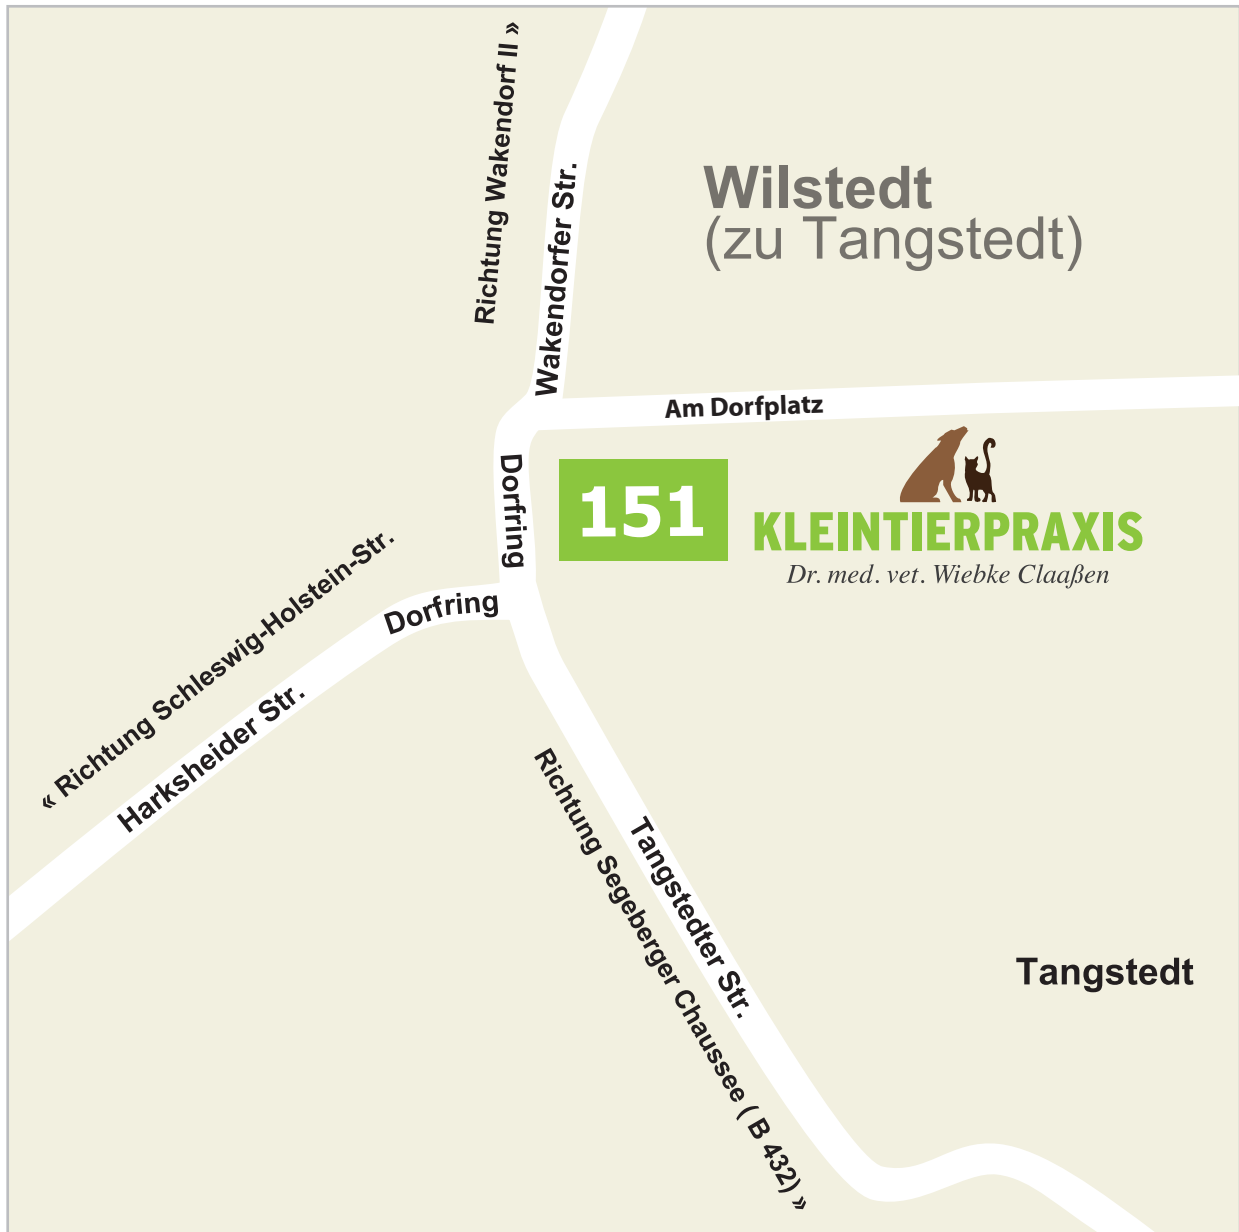 Richtung Wakendorf II »
Wakendorfer Str.
Wilstedt
(zu Tangstedt)
Am Dorfplatz
Dorfring
151
KLEINTIERPRAXIS
Dr. med. vet. Wiebke Claaßen
« Richtung Schleswig-Holstein-Str.
Dorfring
Harksheider Str.
Richtung Segeberger Chaussee ( B 432) »
Tangstedter Str.
Tangstedt